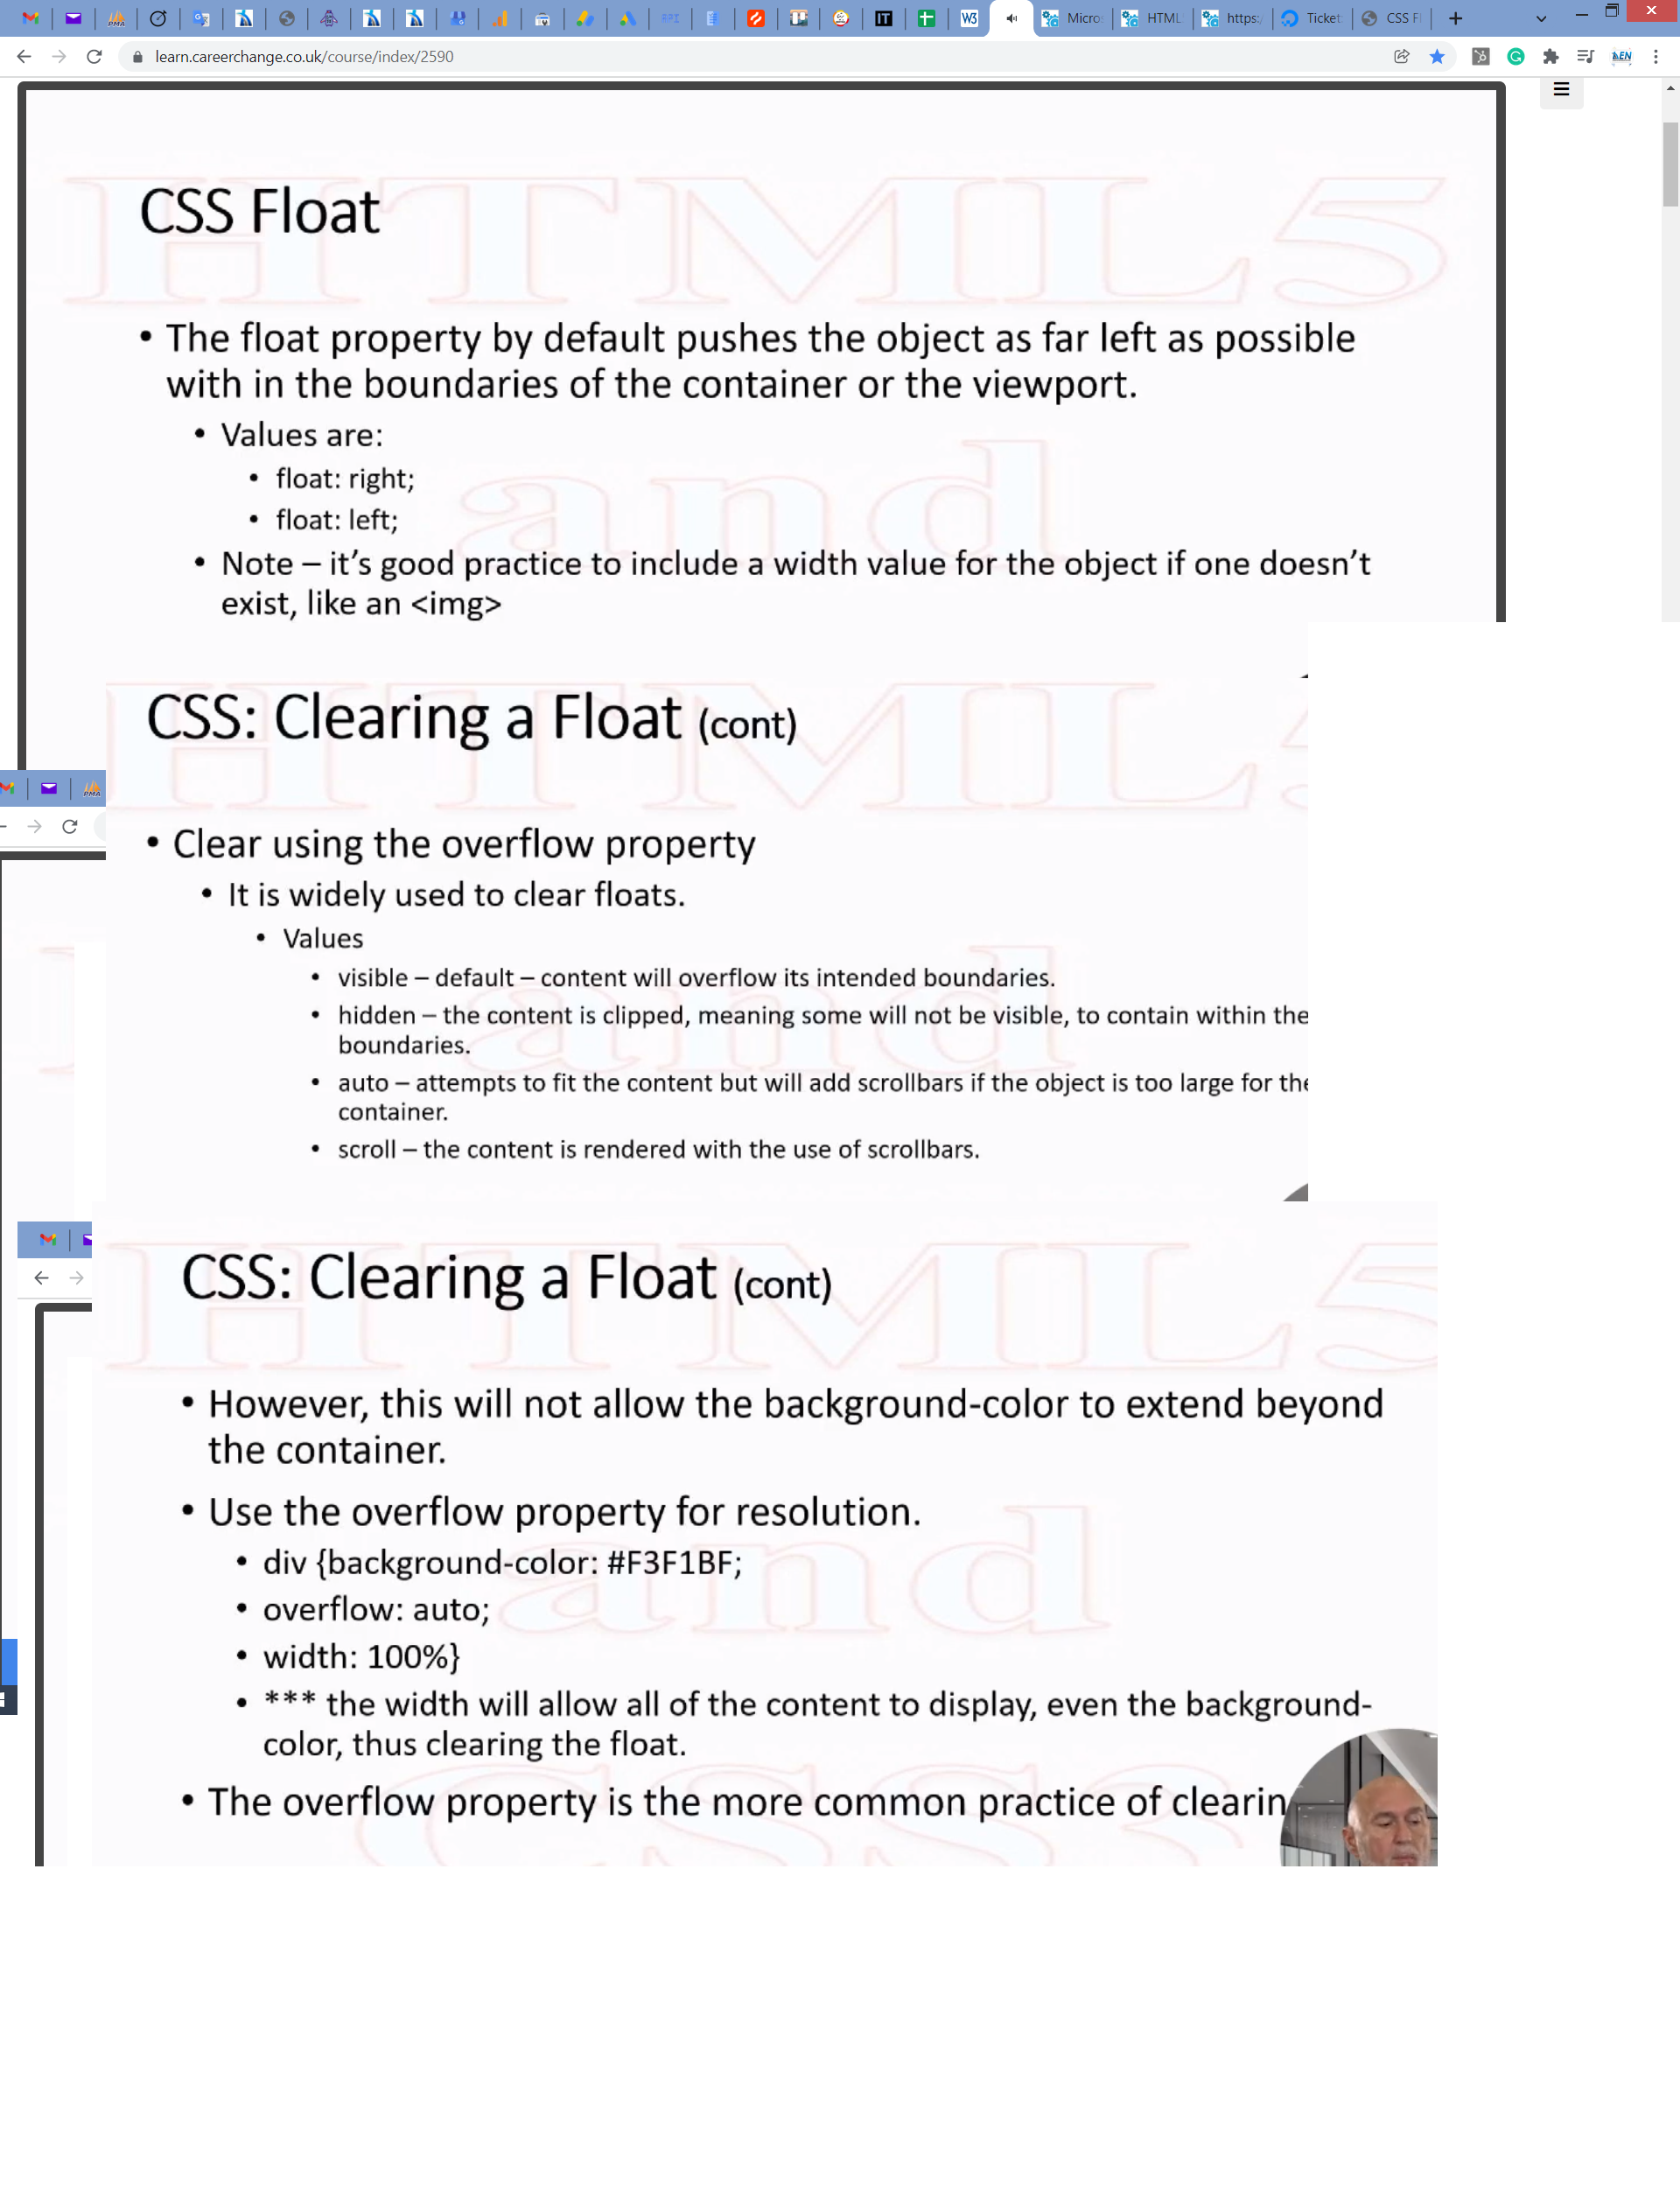 Micro
HTML
https:/
Ticket
CSS F
learn.careerchange.co.uk/course/index/2590
CSS Float
• The float property by default pushes the object as far left as possible
with in the boundaries of the container or the viewport.
• Values are:
• float: right;
• float: left;
• Note – it's good practice to include a width value for the object if one doesn't
exist, like an <img>
CSS: Clearing a Float (cont)
• Clear using the overflow property
• It is widely used to clear floats.
• Values
• visible – default – content will overflow its intended boundaries.
• hidden – the content is clipped, meaning some will not be visible, to contain within the
boundaries.
• auto – attempts to fit the content but will add scrollbars if the object is too large for the
container.
• scroll – the content is rendered with the use of scrollbars.
CSS: Clearing a Float (cont)
• However, this will not allow the background-color to extend beyond
the container.
• Use the overflow property for resolution.
• div {background-color: #F3F1BF;
• overflow: auto;
• width: 100%}
• *** the width will allow all of the content to display, even the background-
color, thus clearing the float.
• The overflow property is the more common practice of clearin
HTML5
and
CSS3